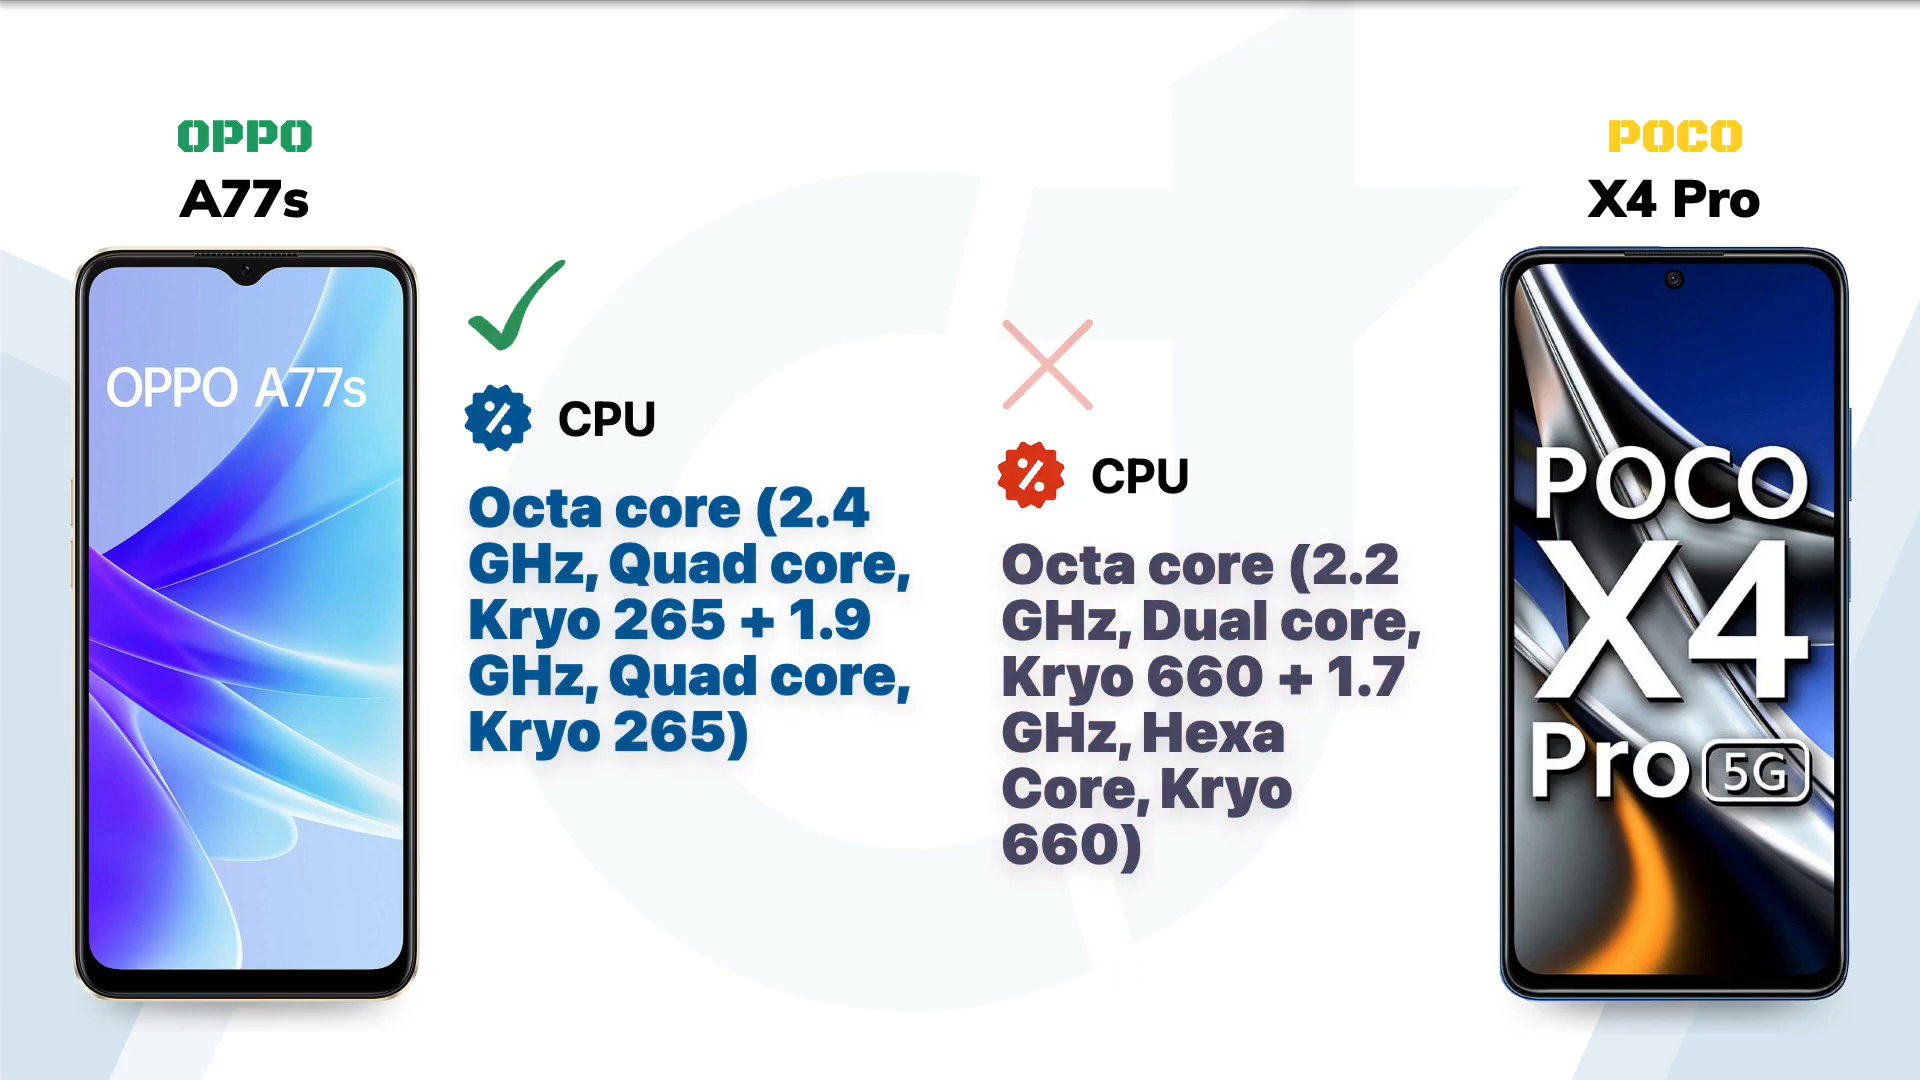 OPPO
A77s
OPPO A77s
CPU
Octa core (2.4
GHz, Quad core,
Kryo 265 + 1.9
GHz, Quad core,
Kryo 265)
CPU
Octa core (2.2
GHz, Dual core,
Kryo 660 + 1.7
GHz, Hexa
Core, Kryo
660)
POCO
X4 Pro
POCO
X4
Pro 5G